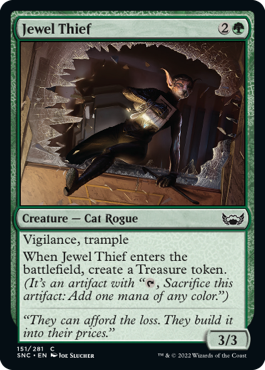 Jewel Thief 2
Creature — Cat Rogue
Vigilance, trample
When Jewel Thief enters the
battlefield, create a Treasure token.
(It's an artifact with “, Sacrifice this
artifact: Add one mana of any color.”)
“They can afford the loss. They build it
into their prices.”
3/3
151/281 C
SNC • EN JOE SLUCHER ™ & © 2022 Wizards of the Coast